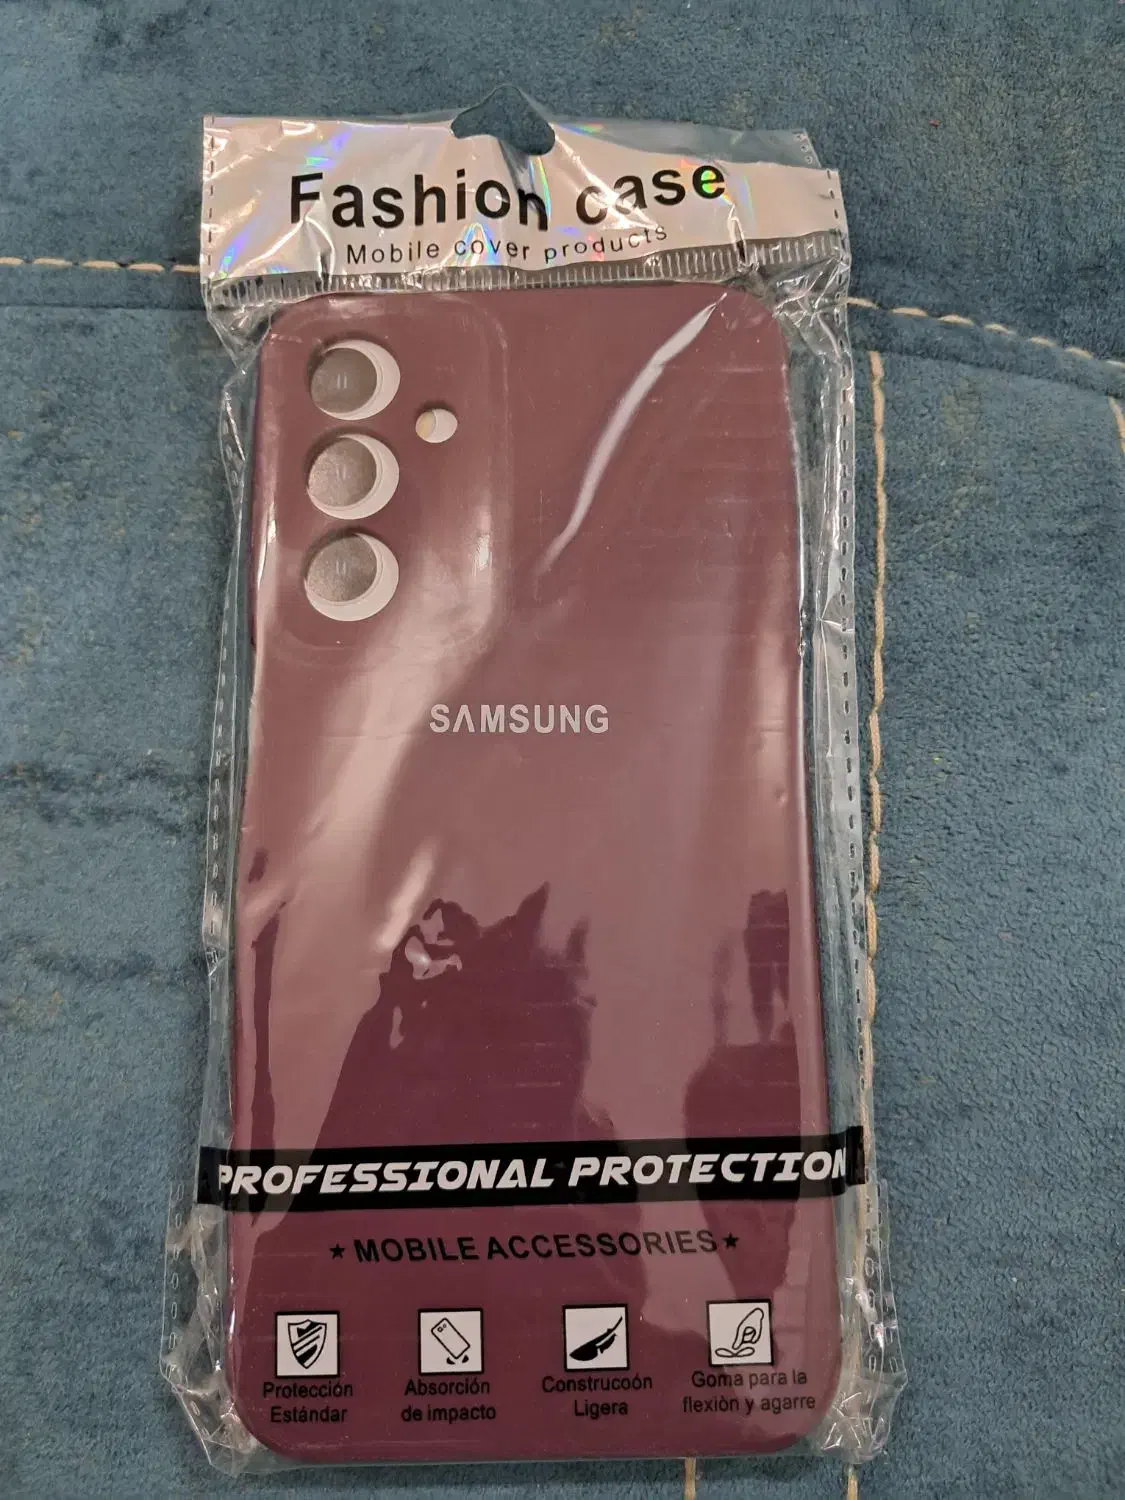 Fashion case
Mobile cover products
SAMSUNG
PROFESSIONAL PROTECTION
★ MOBILE ACCESSORIES ★
Protección
Estándar
Absorción
de impacto
Construcoón
Ligera
Goma para la
flexiòn y agarre